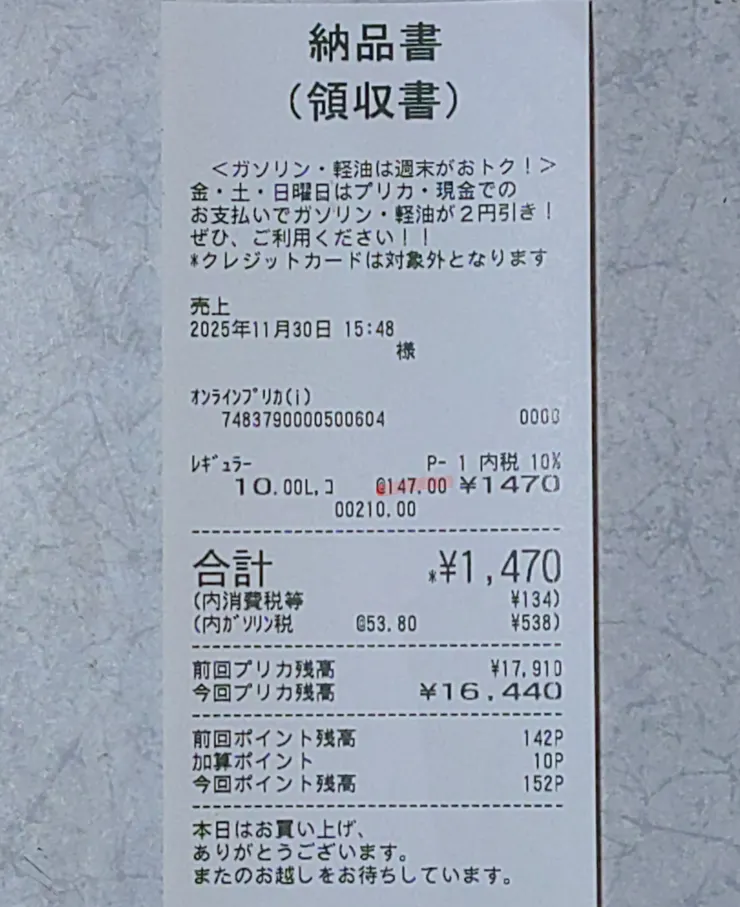 納品書
(領収書)
<ガソリン・軽油は週末がおトク!>
金・土・日曜日はプリカ・現金での
お支払いでガソリン・軽油が2円引き!
ぜひ、ご利用ください!!
*クレジットカードは対象外となります
売上
2025年11月30日 15:48
様
オンラインプリカ(i)
7483790000500604 0000
レギュラー P- 1 内税 10%
10.00L,コ @147.00 ¥1470
00210.00
合計 *¥1,470
(内消費税等 ¥134)
(内ガソリン税 @53.80 ¥538)
前回プリカ残高 ¥17,910
今回プリカ残高 ¥16,440
前回ポイント残高 142P
加算ポイント 10P
今回ポイント残高 152P
本日はお買い上げ、
ありがとうございます。
またのお越しをお待ちしています。